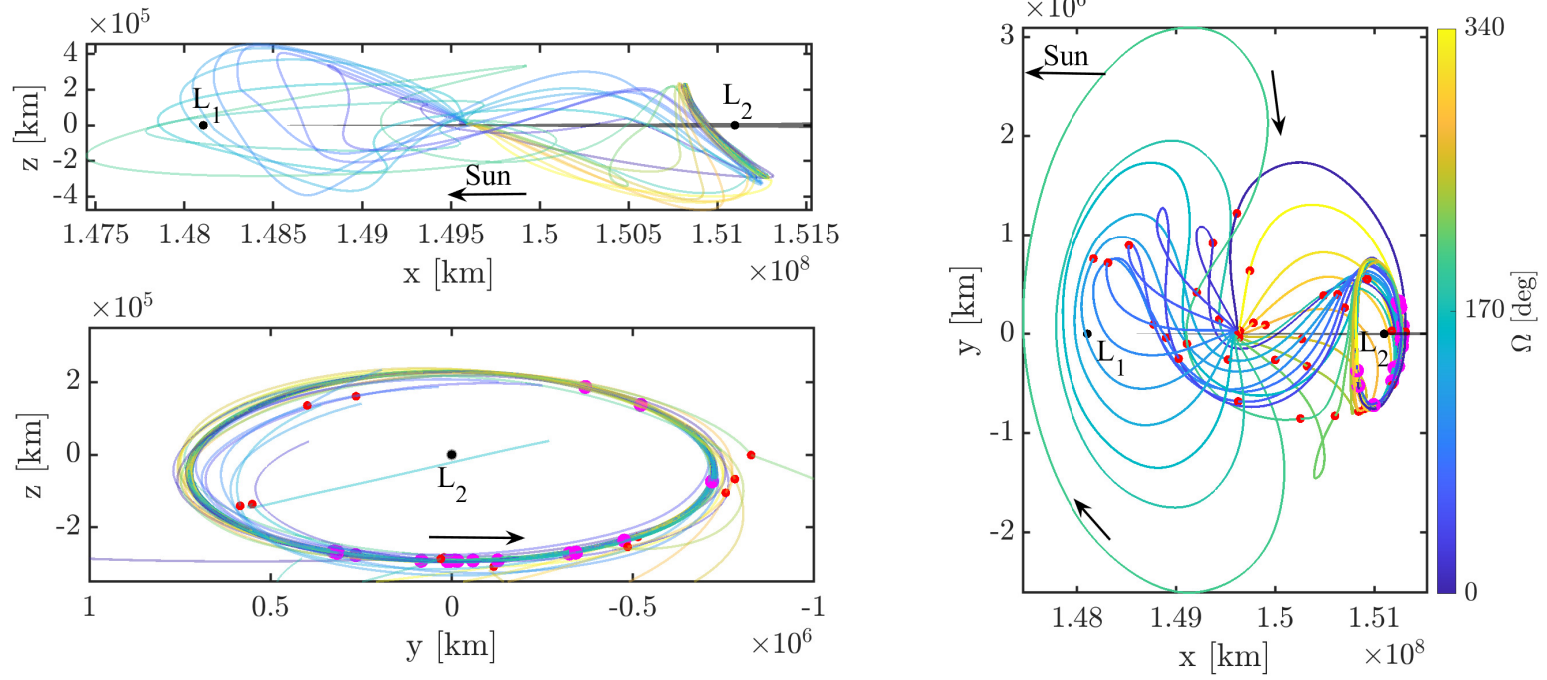 ×10⁵
4
2
0
-2
-4
z [km]
L₁
L₂
Sun
1.475 1.48 1.485 1.49 1.495 1.5 1.505 1.51 1.515
x [km]
×10⁸
×10⁵
2
0
-2
z [km]
L₂
1 0.5 0 -0.5 -1
y [km]
×10⁶
3
2
1
0
-1
-2
y [km]
Sun
L₁
L₂
1.48 1.49 1.5 1.51
x [km]
×10⁸
340
170
0
Ω [deg]